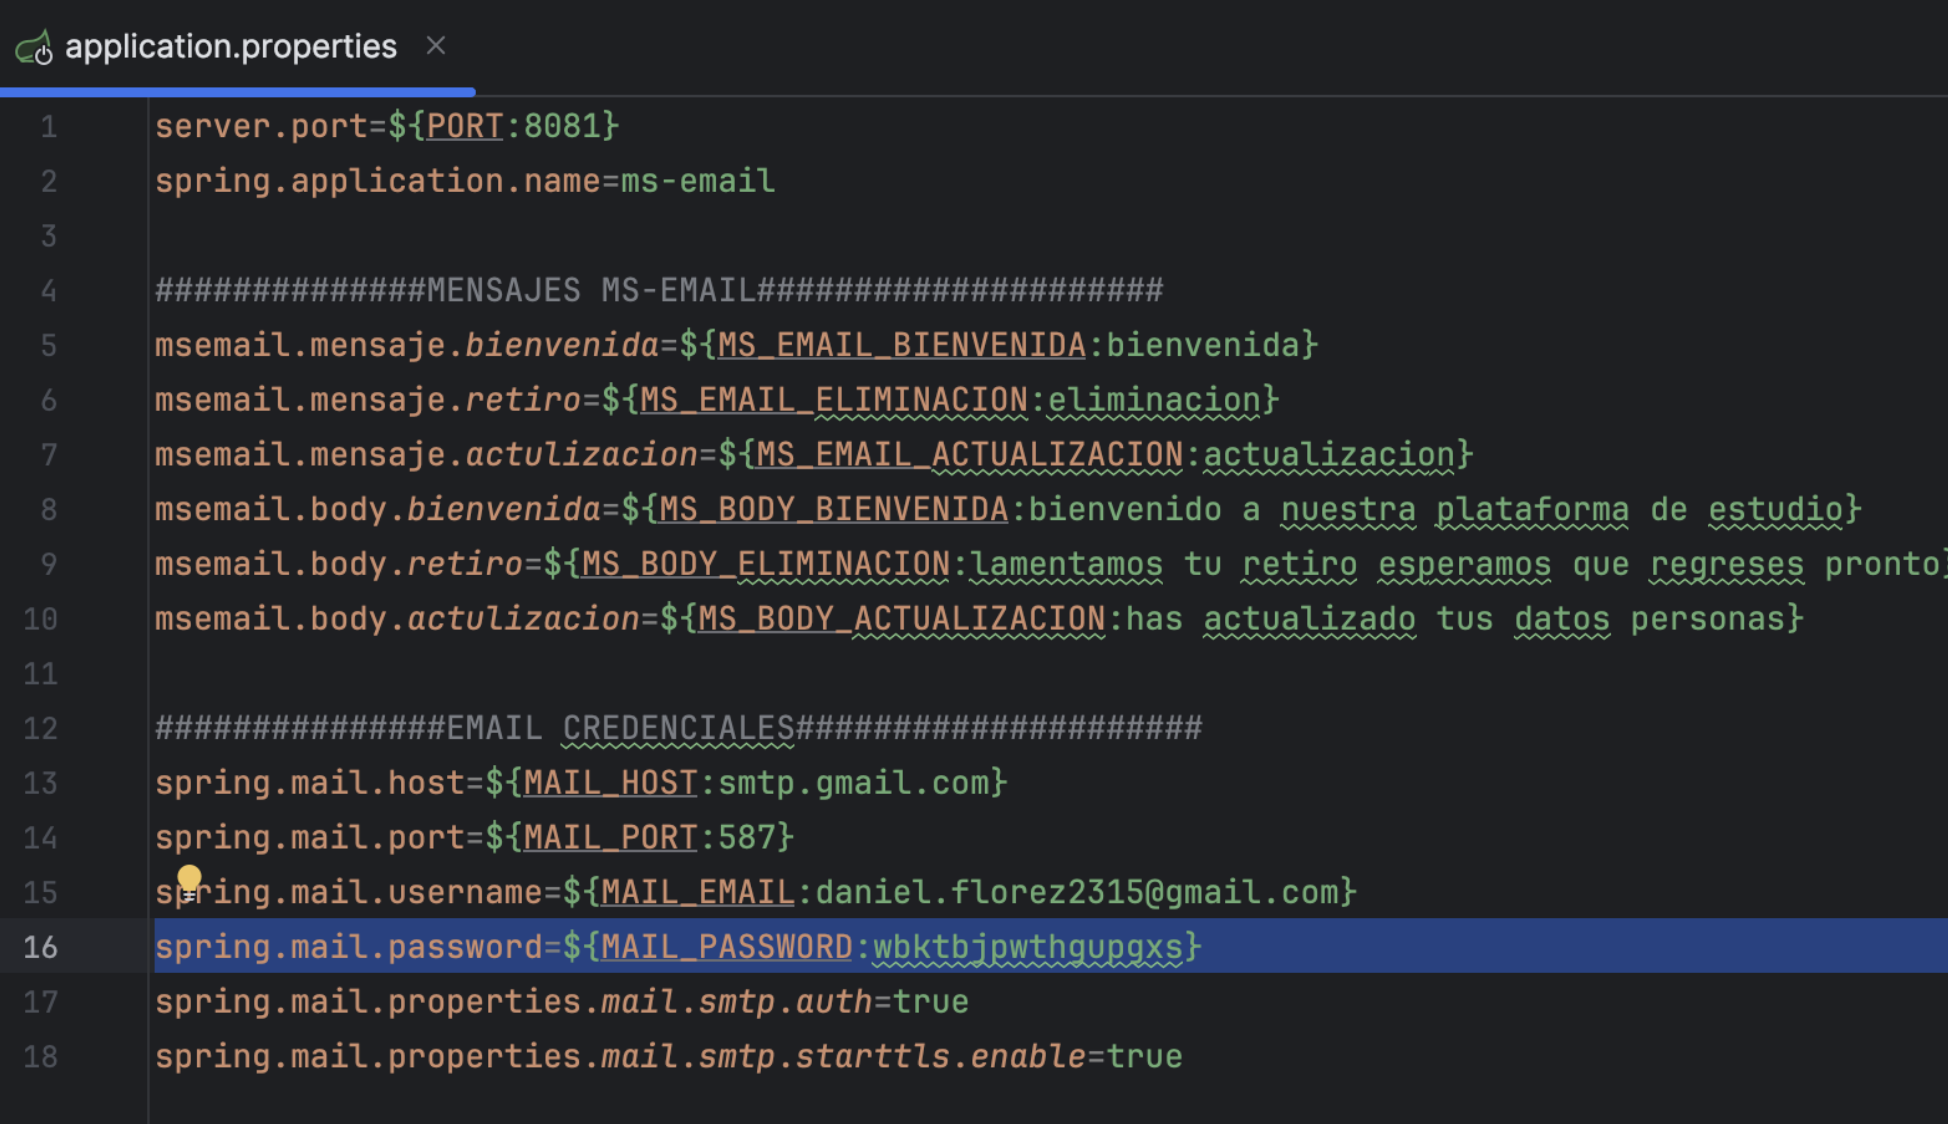 application.properties
1 server.port=${PORT:8081}
2 spring.application.name=ms-email
3
4 ##############MENSAJES MS-EMAIL#####################
5 msemail.mensaje.bienvenida=${MS_EMAIL_BIENVENIDA:bienvenida}
6 msemail.mensaje.retiro=${MS_EMAIL_ELIMINACION:eliminacion}
7 msemail.mensaje.actulizacion=${MS_EMAIL_ACTUALIZACION:actualizacion}
8 msemail.body.bienvenida=${MS_BODY_BIENVENIDA:bienvenido a nuestra plataforma de estudio}
9 msemail.body.retiro=${MS_BODY_ELIMINACION:lamentamos tu retiro esperamos que regreses pronto}
10 msemail.body.actulizacion=${MS_BODY_ACTUALIZACION:has actualizado tus datos personas}
11
12 ###############EMAIL CREDENCIALES#####################
13 spring.mail.host=${MAIL_HOST:smtp.gmail.com}
14 spring.mail.port=${MAIL_PORT:587}
15 spring.mail.username=${MAIL_EMAIL:daniel.florez2315@gmail.com}
16 spring.mail.password=${MAIL_PASSWORD:wbktbjpwthgupgxs}
17 spring.mail.properties.mail.smtp.auth=true
18 spring.mail.properties.mail.smtp.starttls.enable=true